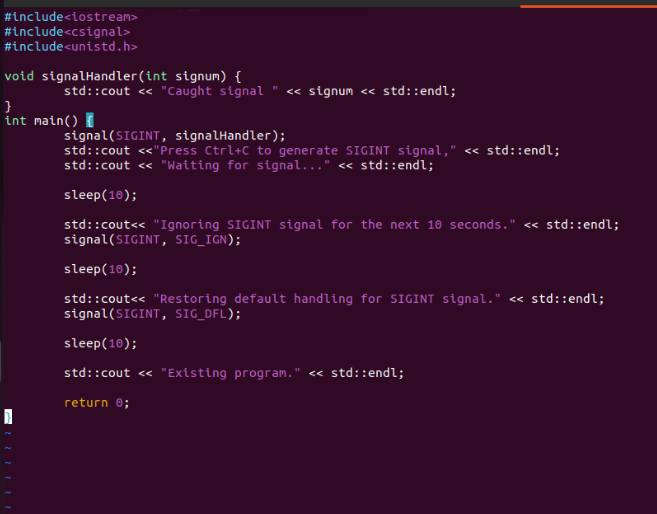 #include<iostream>
#include<csignal>
#include<unistd.h>
void signalHandler(int signum) {
std::cout << "Caught signal " << signum << std::endl;
}
int main() {
signal(SIGINT, signalHandler);
std::cout <<"Press Ctrl+C to generate SIGINT signal," << std::endl;
std::cout << "Waiting for signal..." << std::endl;
sleep(10);
std::cout<< "Ignoring SIGINT signal for the next 10 seconds." << std::endl;
signal(SIGINT, SIG_IGN);
sleep(10);
std::cout<< "Restoring default handling for SIGINT signal." << std::endl;
signal(SIGINT, SIG_DFL);
sleep(10);
std::cout << "Existing program." << std::endl;
return 0;
}
~
~
~
~
~
~